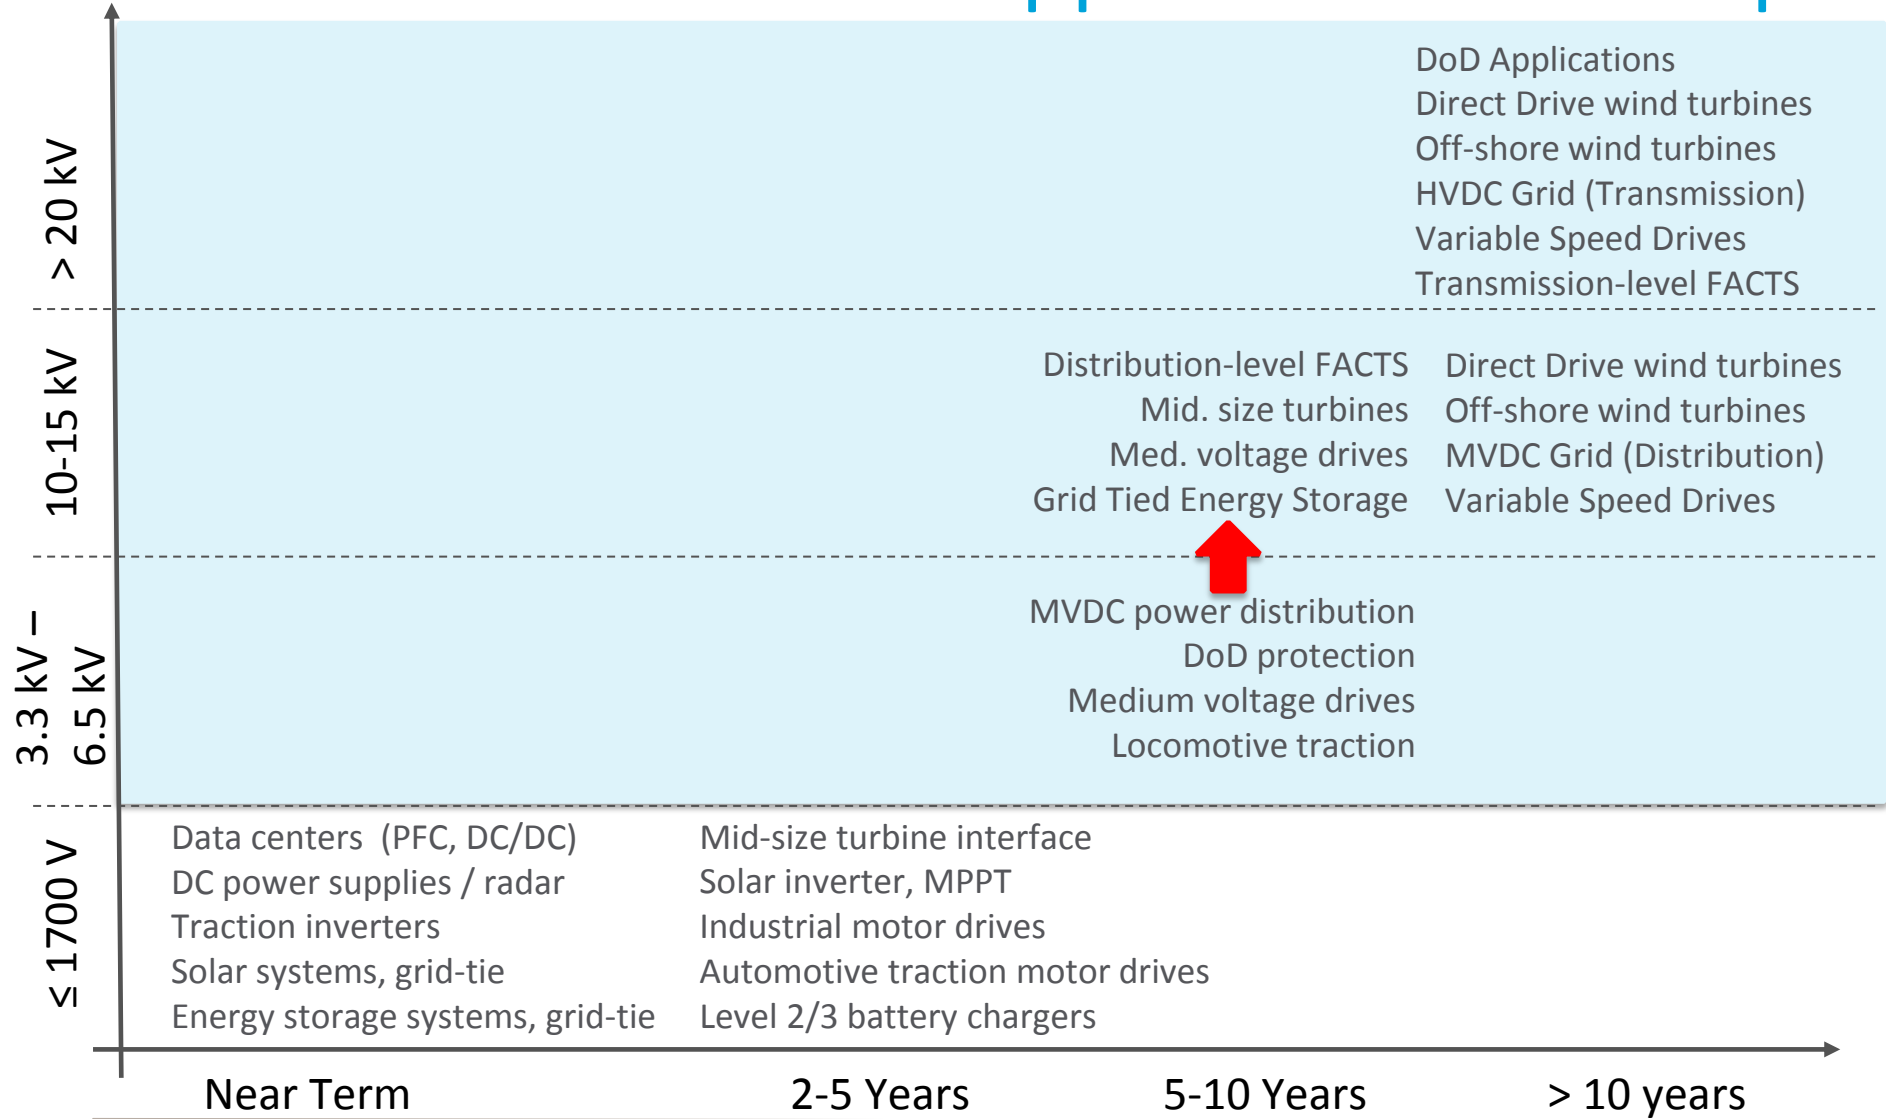 > 20 kV
DoD Applications
Direct Drive wind turbines
Off-shore wind turbines
HVDC Grid (Transmission)
Variable Speed Drives
Transmission-level FACTS
10-15 kV
Distribution-level FACTS
Mid. size turbines
Med. voltage drives
Grid Tied Energy Storage
Direct Drive wind turbines
Off-shore wind turbines
MVDC Grid (Distribution)
Variable Speed Drives
3.3 kV –
6.5 kV
MVDC power distribution
DoD protection
Medium voltage drives
Locomotive traction
≤ 1700 V
Data centers (PFC, DC/DC)
DC power supplies / radar
Traction inverters
Solar systems, grid-tie
Energy storage systems, grid-tie
Mid-size turbine interface
Solar inverter, MPPT
Industrial motor drives
Automotive traction motor drives
Level 2/3 battery chargers
Near Term
2-5 Years
5-10 Years
> 10 years